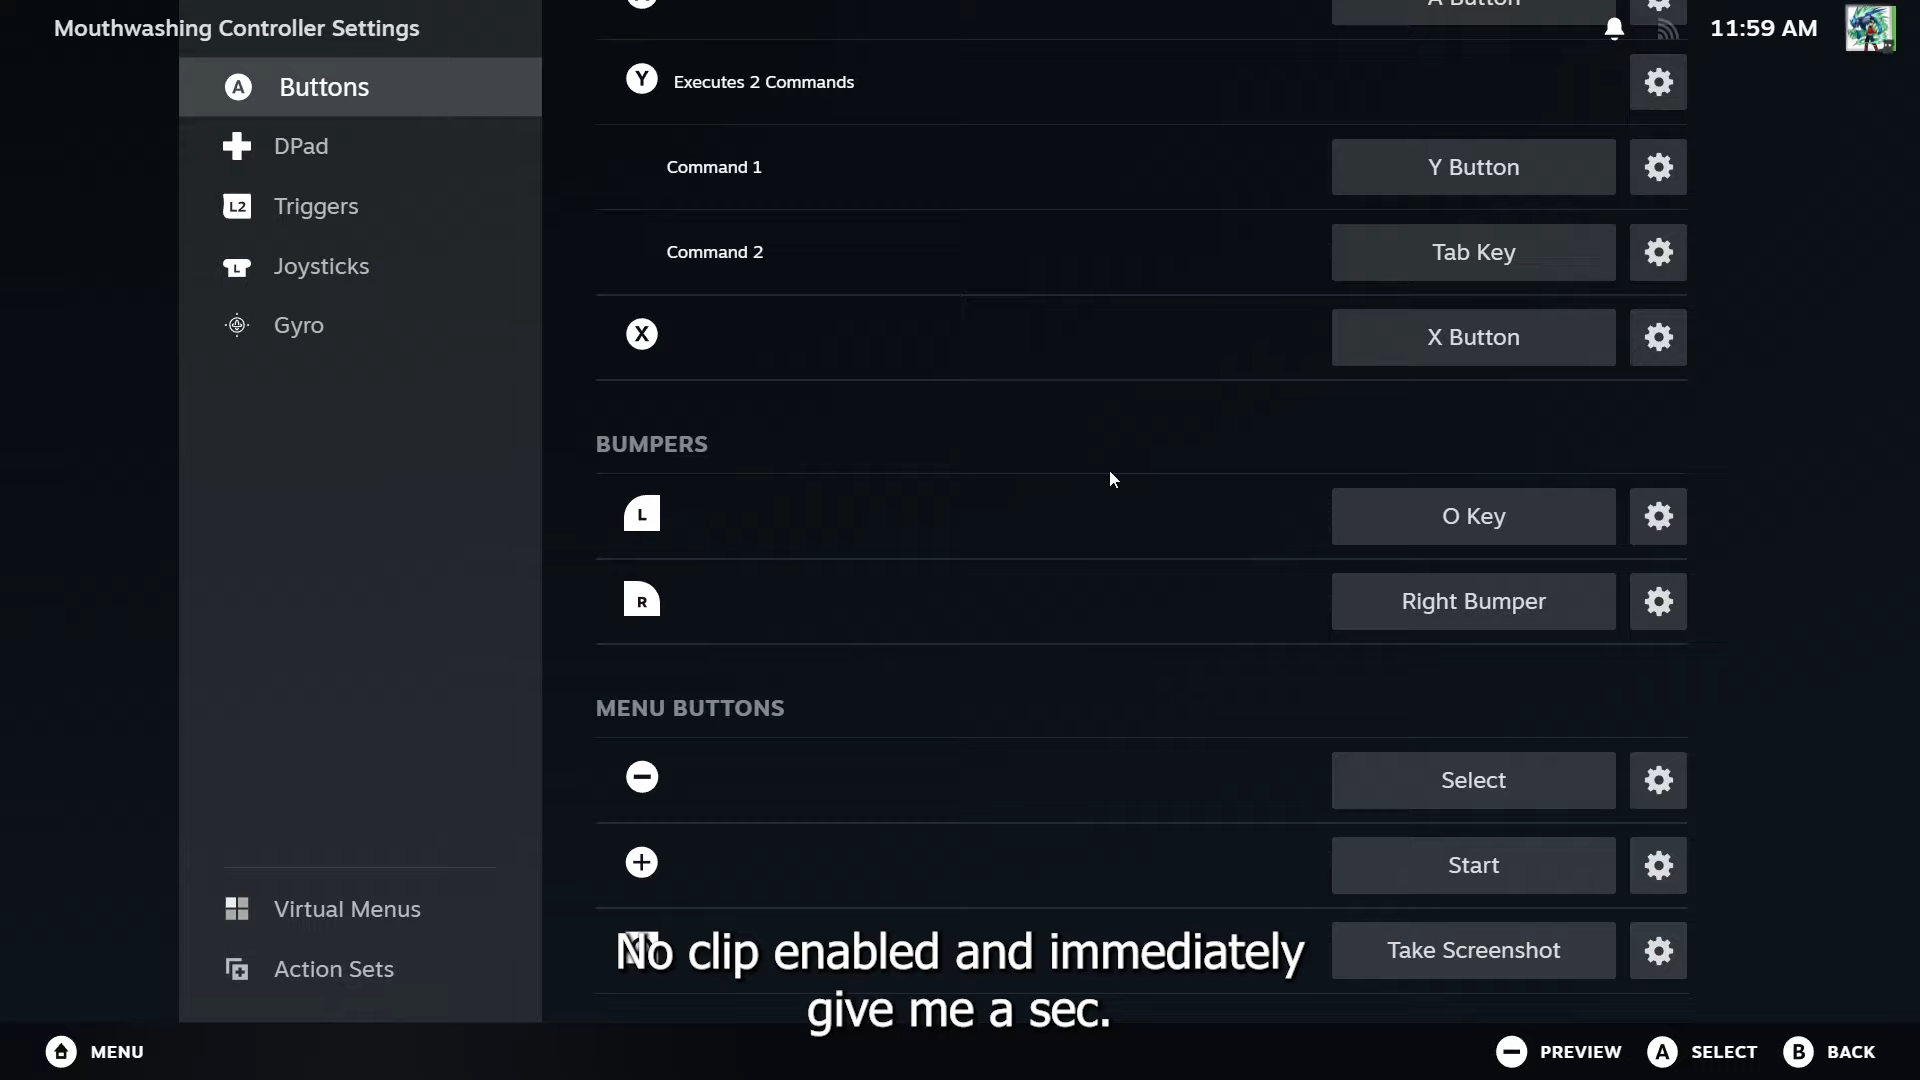 Mouthwashing Controller Settings
11:59 AM
A Button
A Buttons
DPad
L2 Triggers
L Joysticks
Gyro
Virtual Menus
Action Sets
Y Executes 2 Commands
Command 1 Y Button
Command 2 Tab Key
X X Button
BUMPERS
L O Key
R Right Bumper
MENU BUTTONS
Select
Start
Take Screenshot
No clip enabled and immediately
give me a sec.
MENU
PREVIEW A SELECT B BACK